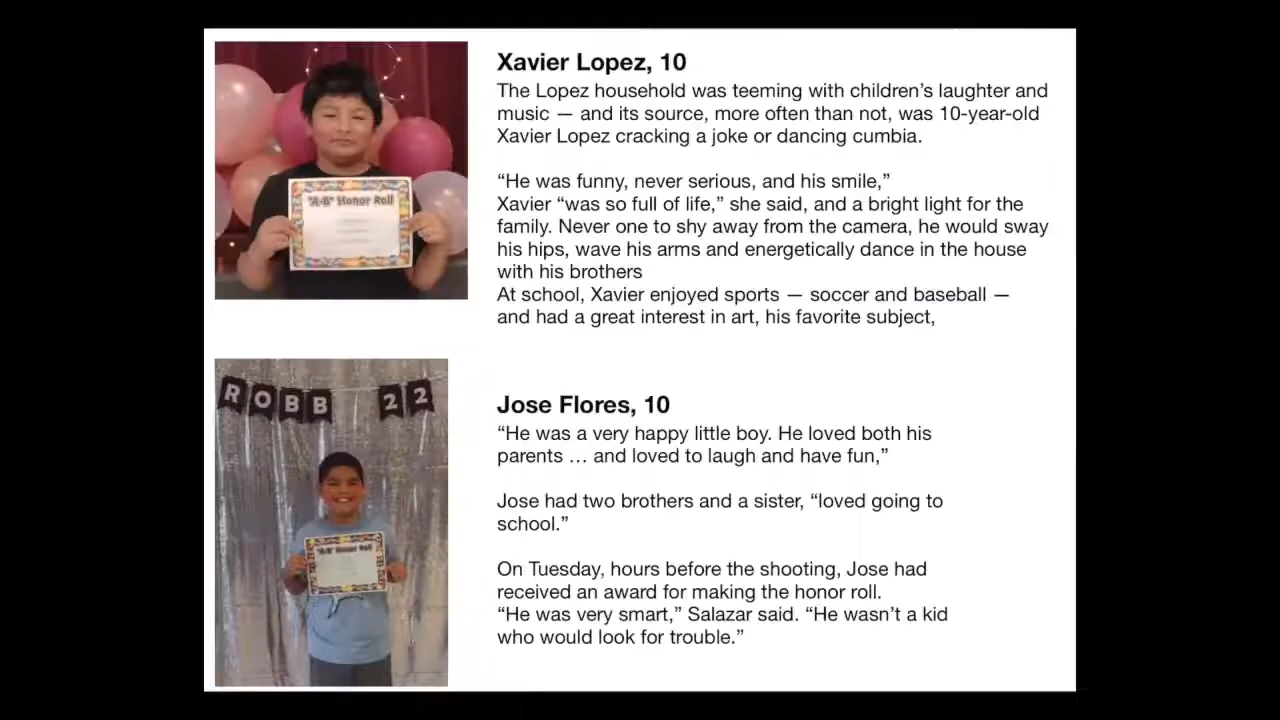 Xavier Lopez, 10
The Lopez household was teeming with children’s laughter and
music — and its source, more often than not, was 10-year-old
Xavier Lopez cracking a joke or dancing cumbia.
“He was funny, never serious, and his smile,”
Xavier “was so full of life,” she said, and a bright light for the
family. Never one to shy away from the camera, he would sway
his hips, wave his arms and energetically dance in the house
with his brothers
At school, Xavier enjoyed sports — soccer and baseball —
and had a great interest in art, his favorite subject,
"A-B" Honor Roll
ROBB 22
"A-B" Honor Roll
Jose Flores, 10
“He was a very happy little boy. He loved both his
parents … and loved to laugh and have fun,”
Jose had two brothers and a sister, “loved going to
school.”
On Tuesday, hours before the shooting, Jose had
received an award for making the honor roll.
“He was very smart,” Salazar said. “He wasn’t a kid
who would look for trouble.”